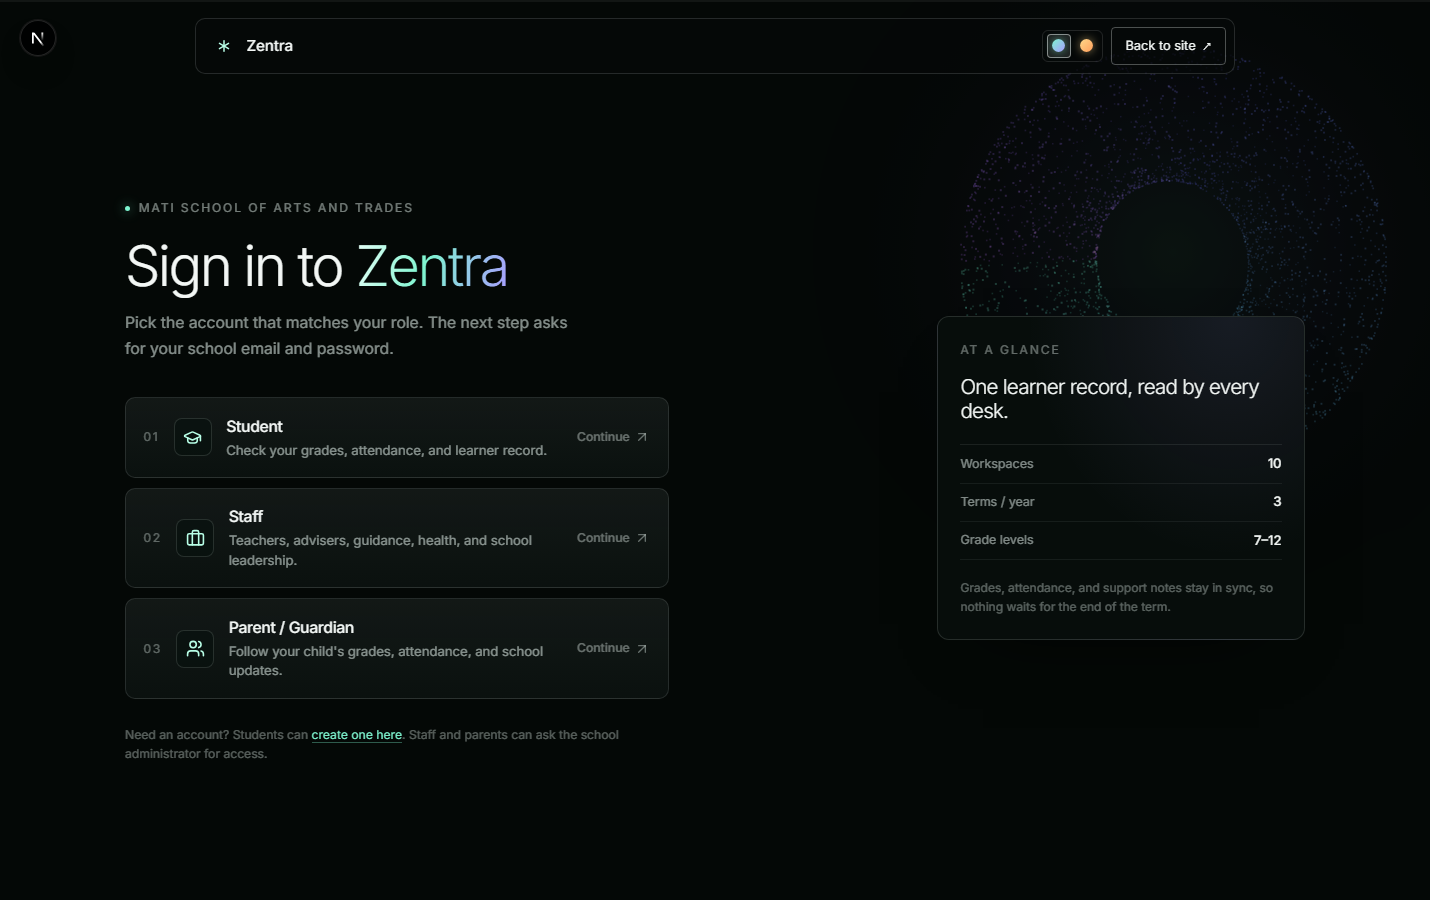 N
Zentra
Back to site ↗
MATI SCHOOL OF ARTS AND TRADES
Sign in to Zentra
Pick the account that matches your role. The next step asks
for your school email and password.
01
Student
Check your grades, attendance, and learner record.
Continue ↗
02
Staff
Teachers, advisers, guidance, health, and school
leadership.
Continue ↗
03
Parent / Guardian
Follow your child's grades, attendance, and school
updates.
Continue ↗
Need an account? Students can create one here. Staff and parents can ask the school
administrator for access.
AT A GLANCE
One learner record, read by every
desk.
Workspaces 10
Terms / year 3
Grade levels 7–12
Grades, attendance, and support notes stay in sync, so
nothing waits for the end of the term.